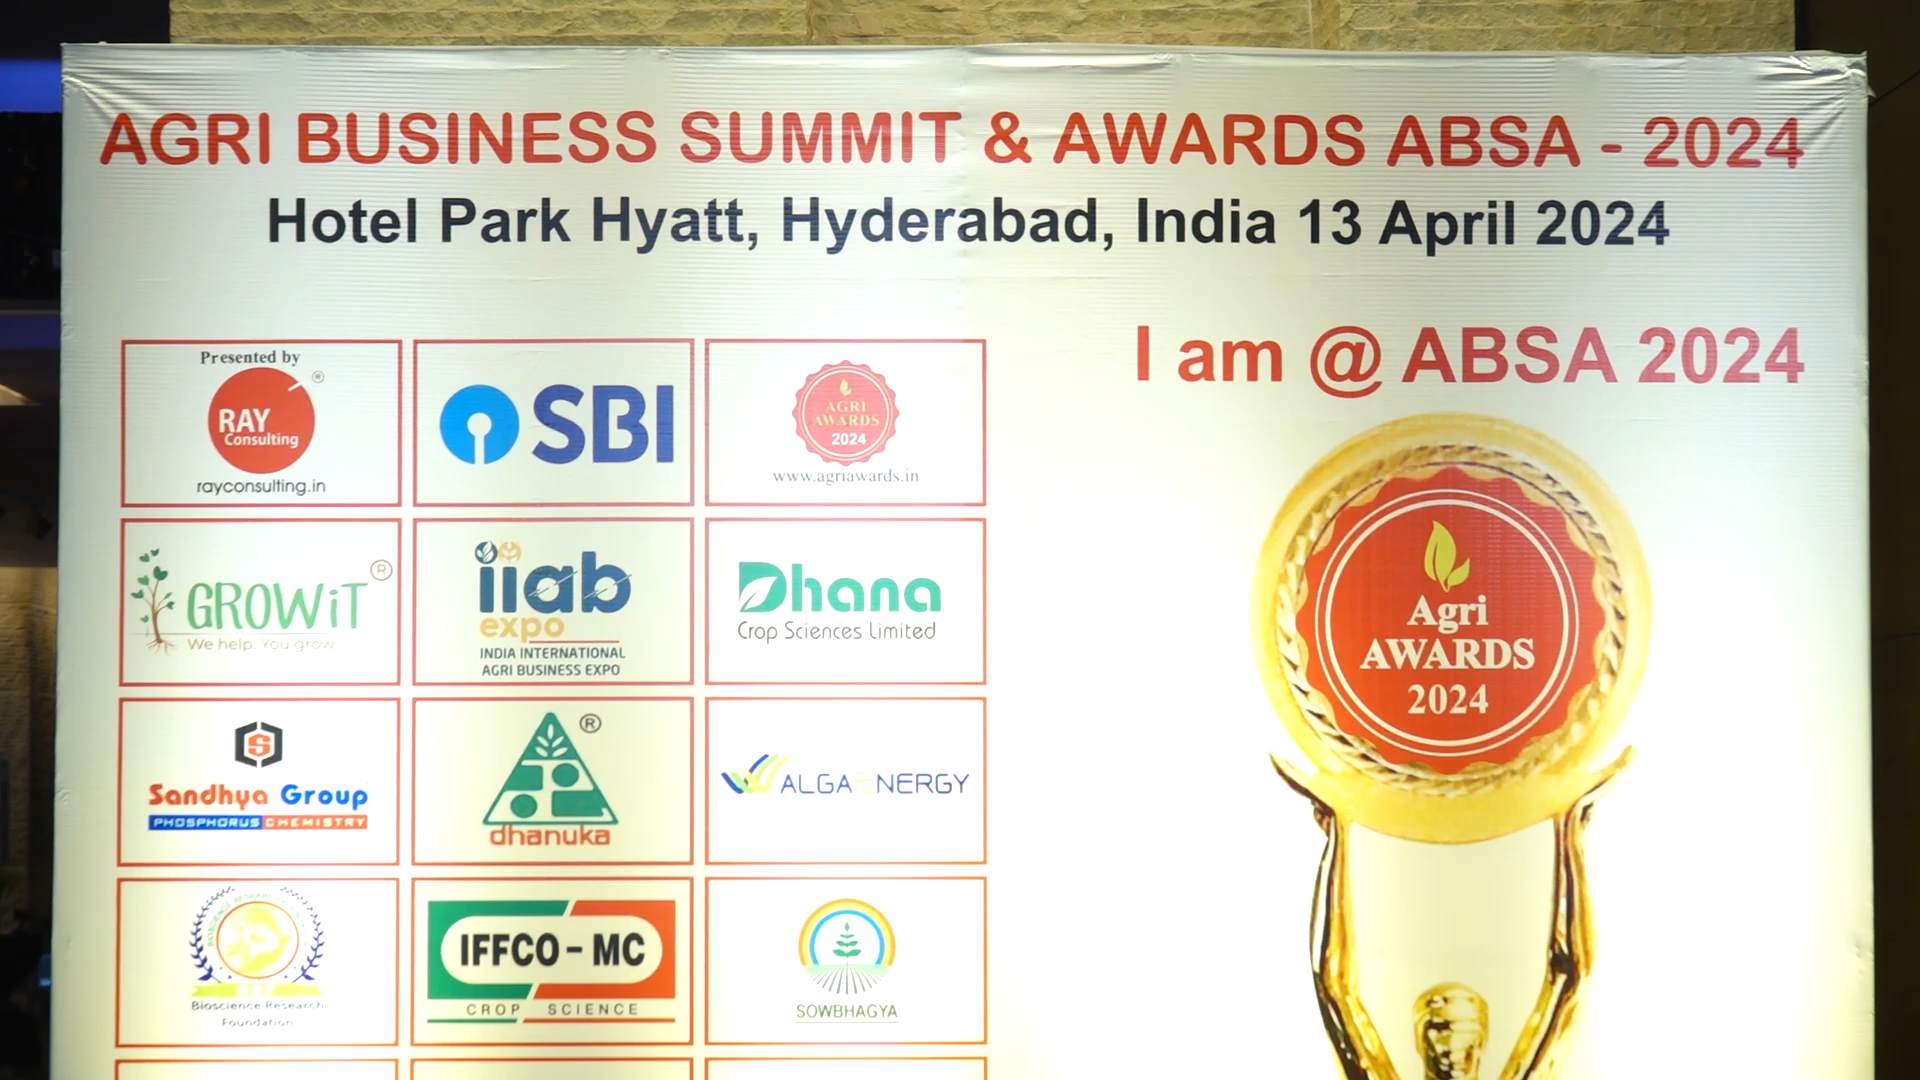 AGRI BUSINESS SUMMIT & AWARDS ABSA - 2024
Hotel Park Hyatt, Hyderabad, India 13 April 2024
I am @ ABSA 2024
Presented by
RAY
Consulting
®
rayconsulting.in
SBI
AGRI
AWARDS
2024
www.agriawards.in
GROWiT
®
We help. You grow.
iiab
expo
INDIA INTERNATIONAL
AGRI BUSINESS EXPO
Dhana
Crop Sciences Limited
S
Sandhya Group
PHOSPHORUS CHEMISTRY
®
dhanuka
ALGAENERGY
Bioscience Research
Foundation
IFFCO - MC
CROP SCIENCE
SOWBHAGYA
Agri
AWARDS
2024